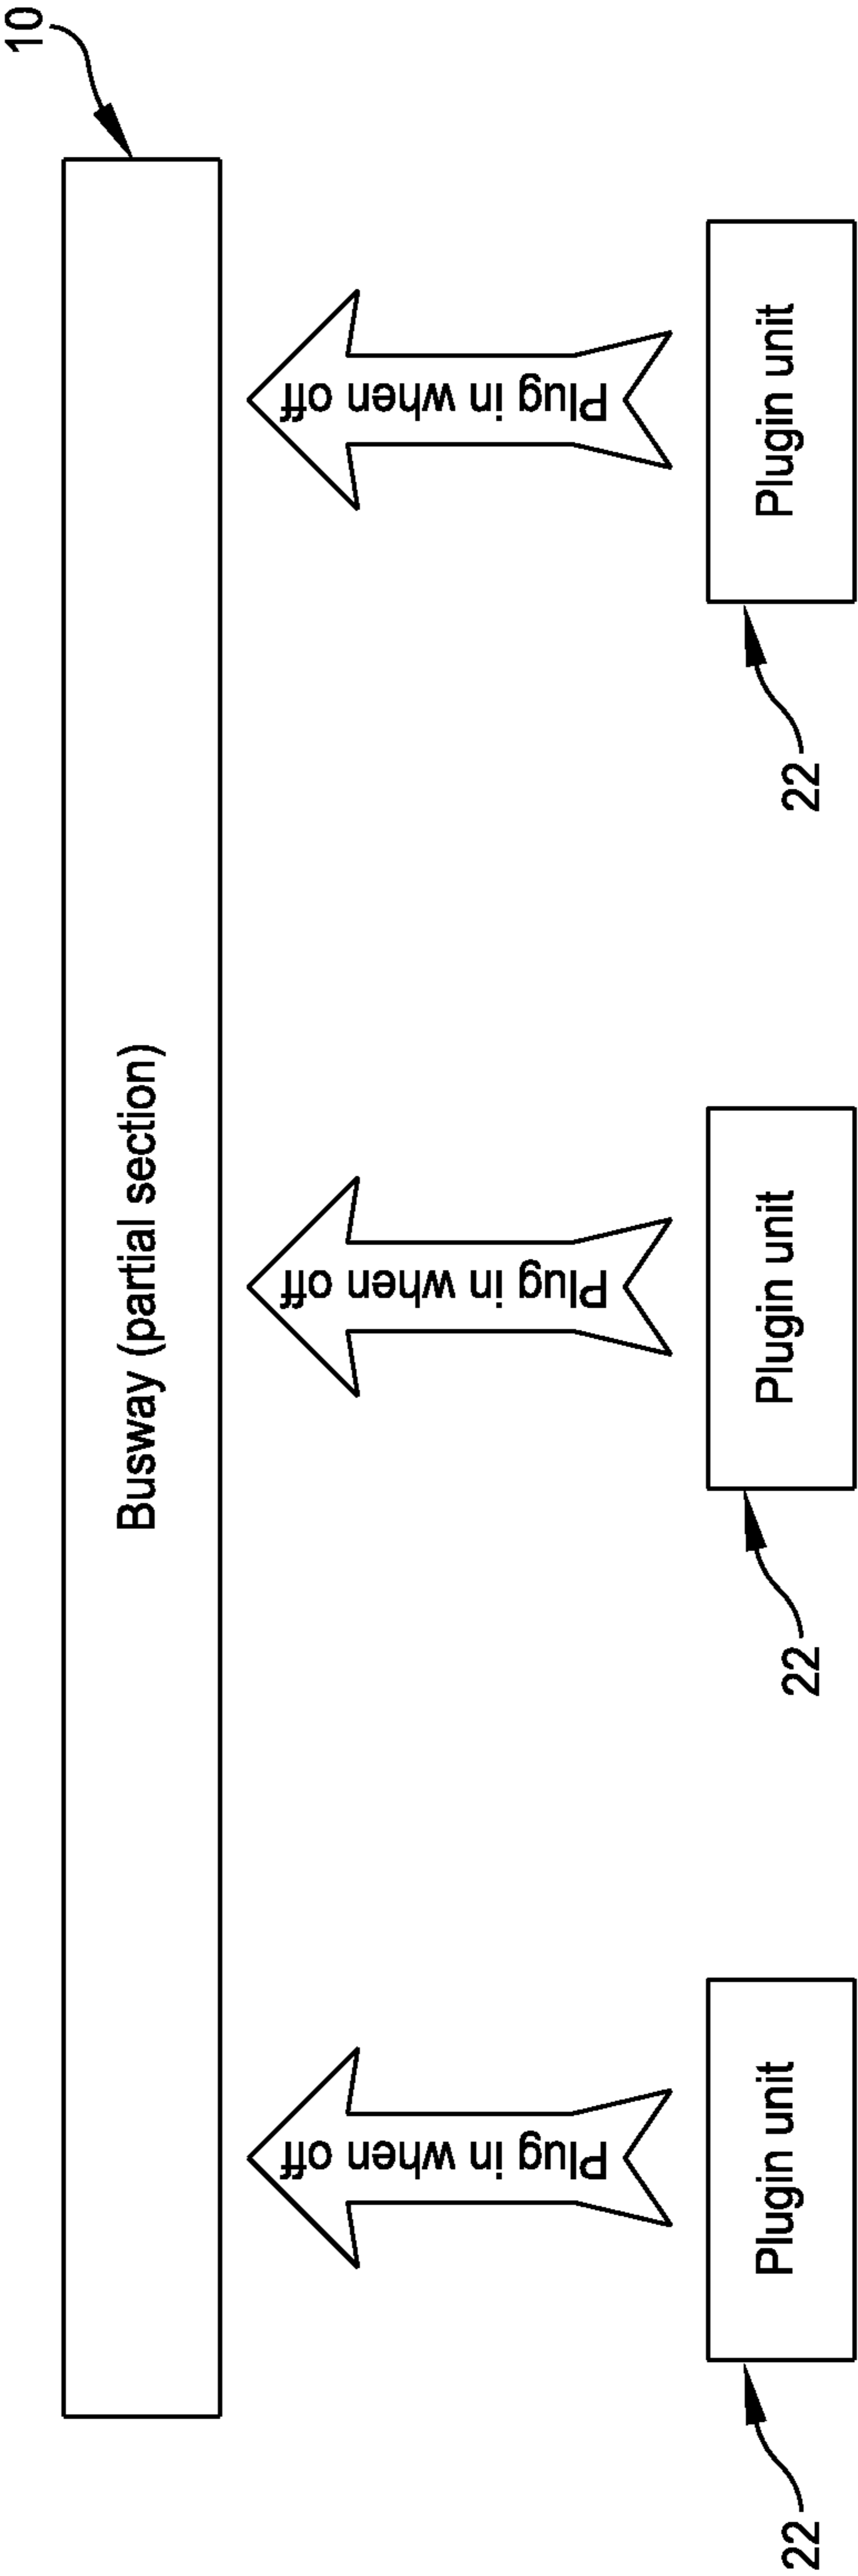 10
Busway (partial section)
Plug in when off
Plug in when off
Plug in when off
Plugin unit
Plugin unit
Plugin unit
22
22
22